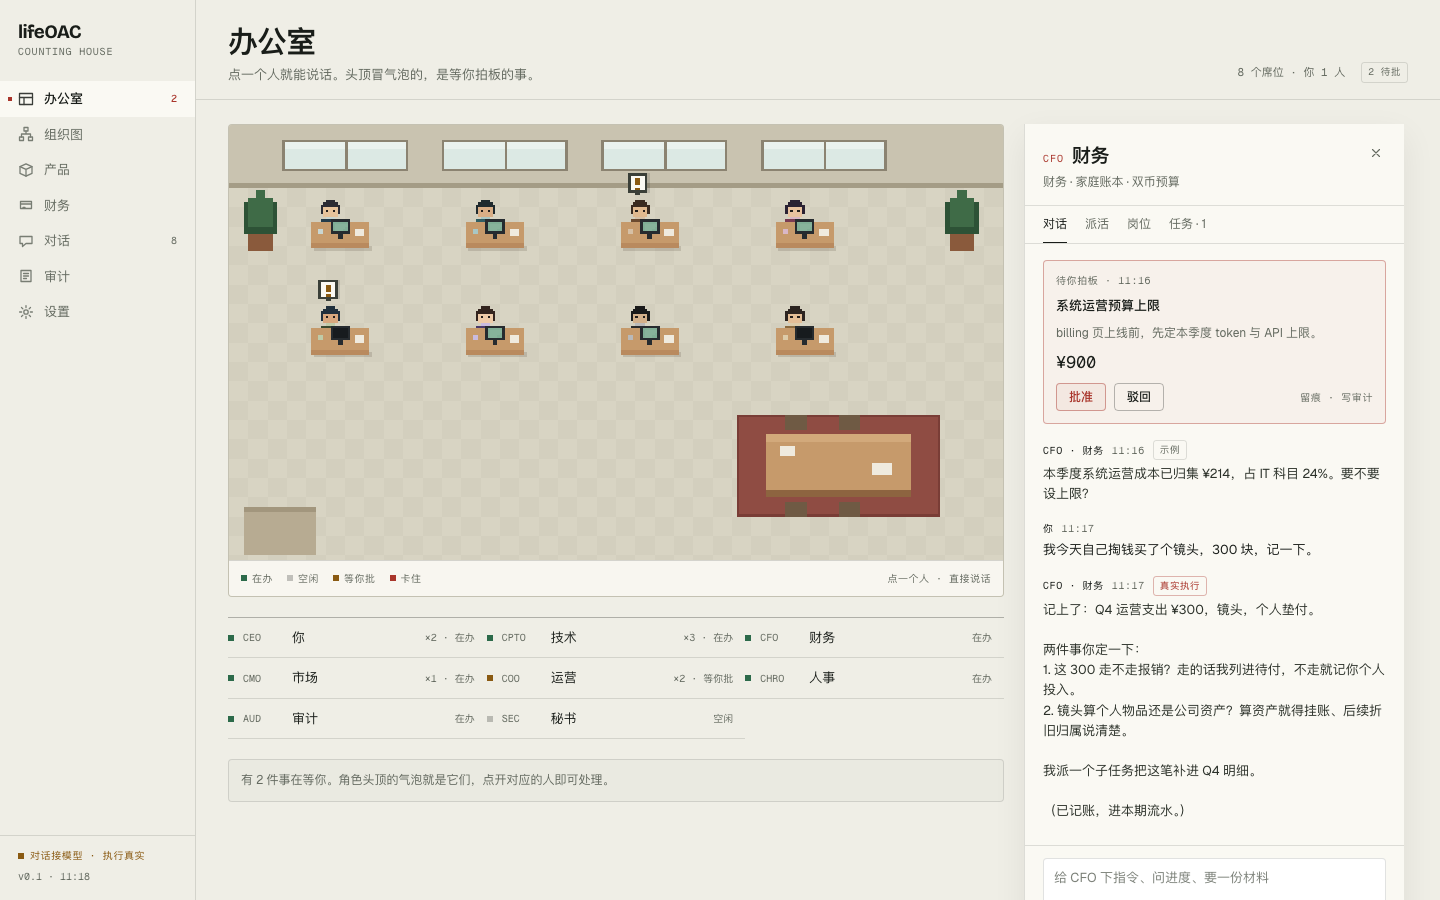 lifeOAC
COUNTING HOUSE
办公室 2
组织图
产品
财务
对话 8
审计
设置
对话接模型 · 执行真实
v0.1 · 11:18
办公室
点一个人就能说话。头顶冒气泡的，是等你拍板的事。
8 个席位 · 你 1 人 2 待批
在办 空闲 等你批 卡住 点一个人 · 直接说话
CEO 你 ×2 · 在办 CPTO 技术 ×3 · 在办 CFO 财务 在办
CMO 市场 ×1 · 在办 COO 运营 ×2 · 等你批 CHRO 人事 在办
AUD 审计 在办 SEC 秘书 空闲
有 2 件事在等你。角色头顶的气泡就是它们，点开对应的人即可处理。
CFO 财务 ×
财务 · 家庭账本 · 双币预算
对话 派活 岗位 任务 · 1
待你拍板 · 11:16
系统运营预算上限
billing 页上线前，先定本季度 token 与 API 上限。
¥900
批准 驳回 留痕 · 写审计
CFO · 财务 11:16 示例
本季度系统运营成本已归集 ¥214，占 IT 科目 24%。要不要
设上限？
你 11:17
我今天自己掏钱买了个镜头，300 块，记一下。
CFO · 财务 11:17 真实执行
记上了：Q4 运营支出 ¥300，镜头，个人垫付。
两件事你定一下：
1. 这 300 走不走报销？走的话我列进待付，不走就记你个人
投入。
2. 镜头算个人物品还是公司资产？算资产就得挂账、后续折
旧归属说清楚。
我派一个子任务把这笔补进 Q4 明细。
（已记账，进本期流水。）
给 CFO 下指令、问进度、要一份材料